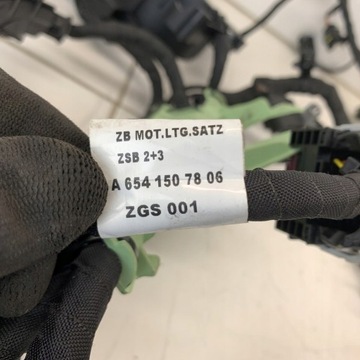 ZB MOT.LTG.SATZ
ZSB 2+3
A 654 150 78 06
ZGS 001